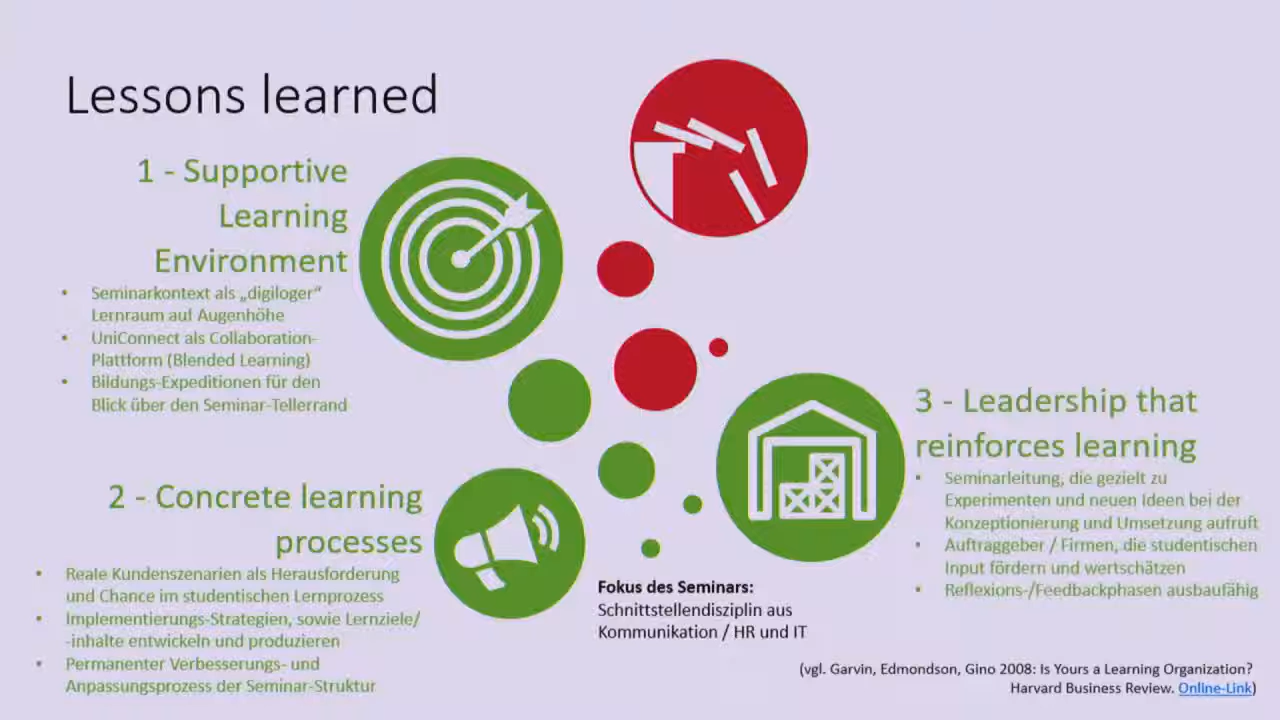 Lessons learned
1 - Supportive
Learning
Environment
• Seminarkontext als „digiloger“
Lernraum auf Augenhöhe
• UniConnect als Collaboration-
Plattform (Blended Learning)
• Bildungs-Expeditionen für den
Blick über den Seminar-Tellerrand
2 - Concrete learning
processes
• Reale Kundenszenarien als Herausforderung
und Chance im studentischen Lernprozess
• Implementierungs-Strategien, sowie Lernziele/
-inhalte entwickeln und produzieren
• Permanenter Verbesserungs- und
Anpassungsprozess der Seminar-Struktur
3 - Leadership that
reinforces learning
• Seminarleitung, die gezielt zu
Experimenten und neuen Ideen bei der
Konzeptionierung und Umsetzung aufruft
• Auftraggeber / Firmen, die studentischen
Input fördern und wertschätzen
• Reflexions-/Feedbackphasen ausbaufähig
Fokus des Seminars:
Schnittstellendisziplin aus
Kommunikation / HR und IT
(vgl. Garvin, Edmondson, Gino 2008: Is Yours a Learning Organization?
Harvard Business Review. Online-Link)